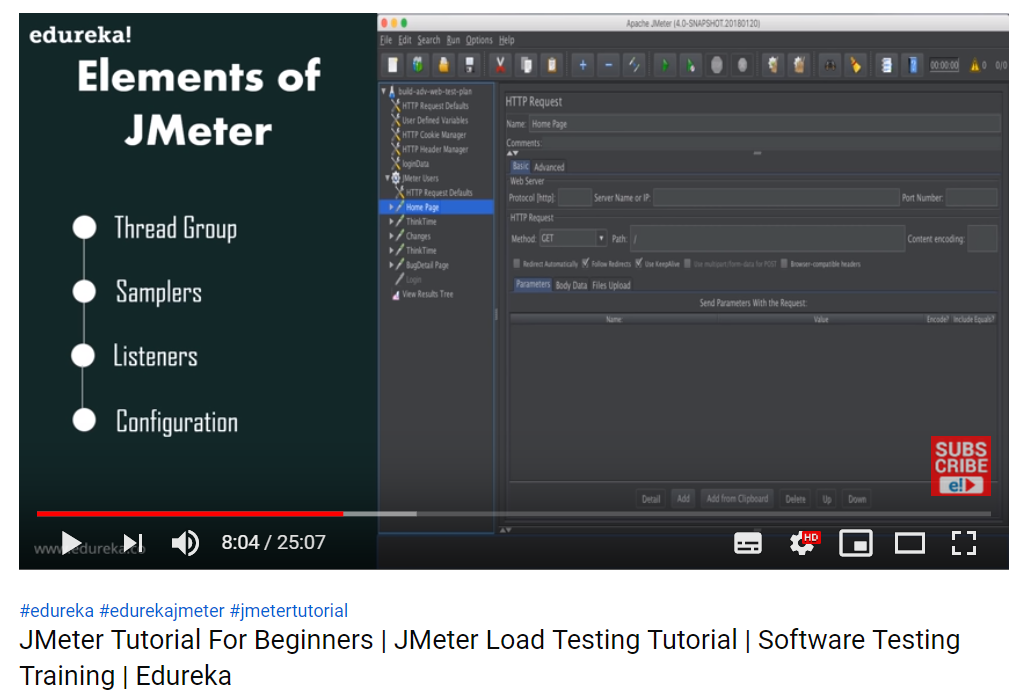 edureka!
Elements of
JMeter
Thread Group
Samplers
Listeners
Configuration
Apache JMeter (4.0-SNAPSHOT.20180120)
File Edit Search Run Options Help
00:00:00 0 0/0
build-adv-web-test-plan
HTTP Request Defaults
User Defined Variables
HTTP Cookie Manager
HTTP Header Manager
loginData
JMeter Users
HTTP Request Defaults
Home Page
ThinkTime
Changes
ThinkTime
BugDetail Page
Login
View Results Tree
HTTP Request
Name: Home Page
Comments:
Basic Advanced
Web Server
Protocol [http]: Server Name or IP: Port Number:
HTTP Request
Method: GET Path: / Content encoding:
Redirect Automatically Follow Redirects Use KeepAlive Use multipart/form-data for POST Browser-compatible headers
Parameters Body Data Files Upload
Send Parameters With the Request:
Name: Value Encode? Include Equals?
Detail Add Add from Clipboard Delete Up Down
SUBS
CRIBE
e!
www.edureka.co
8:04 / 25:07
HD
#edureka #edurekajmeter #jmetertutorial
JMeter Tutorial For Beginners | JMeter Load Testing Tutorial | Software Testing
Training | Edureka